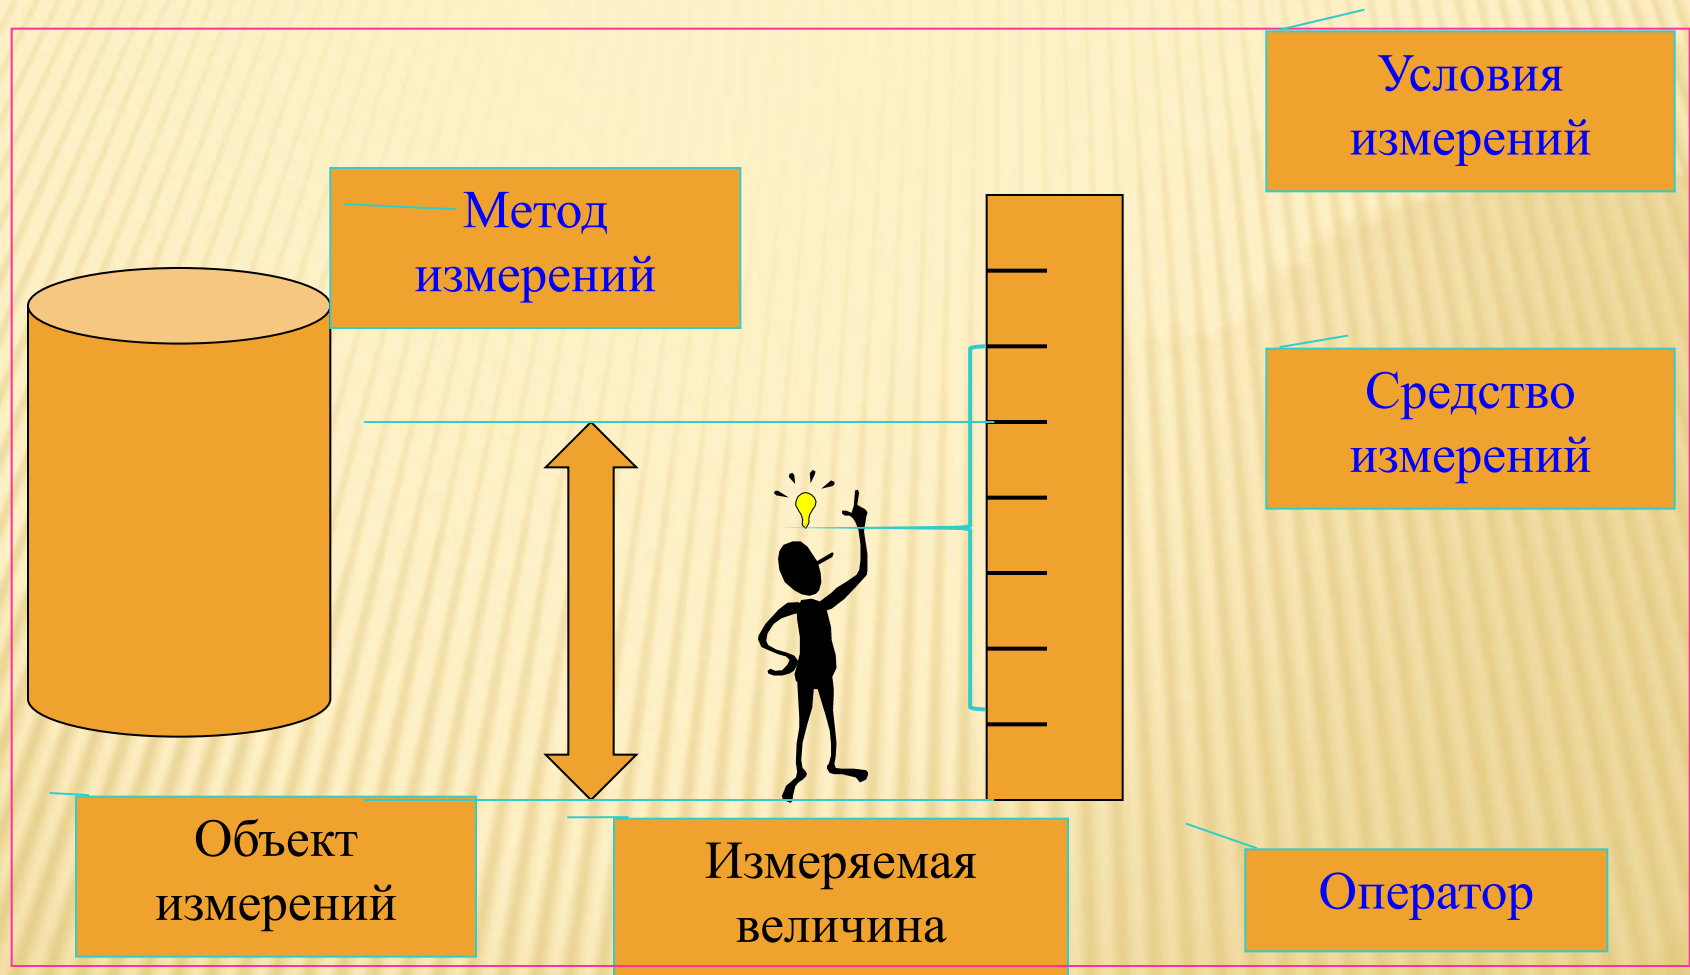 Условия
измерений
Метод
измерений
Средство
измерений
Объект
измерений
Измеряемая
величина
Оператор